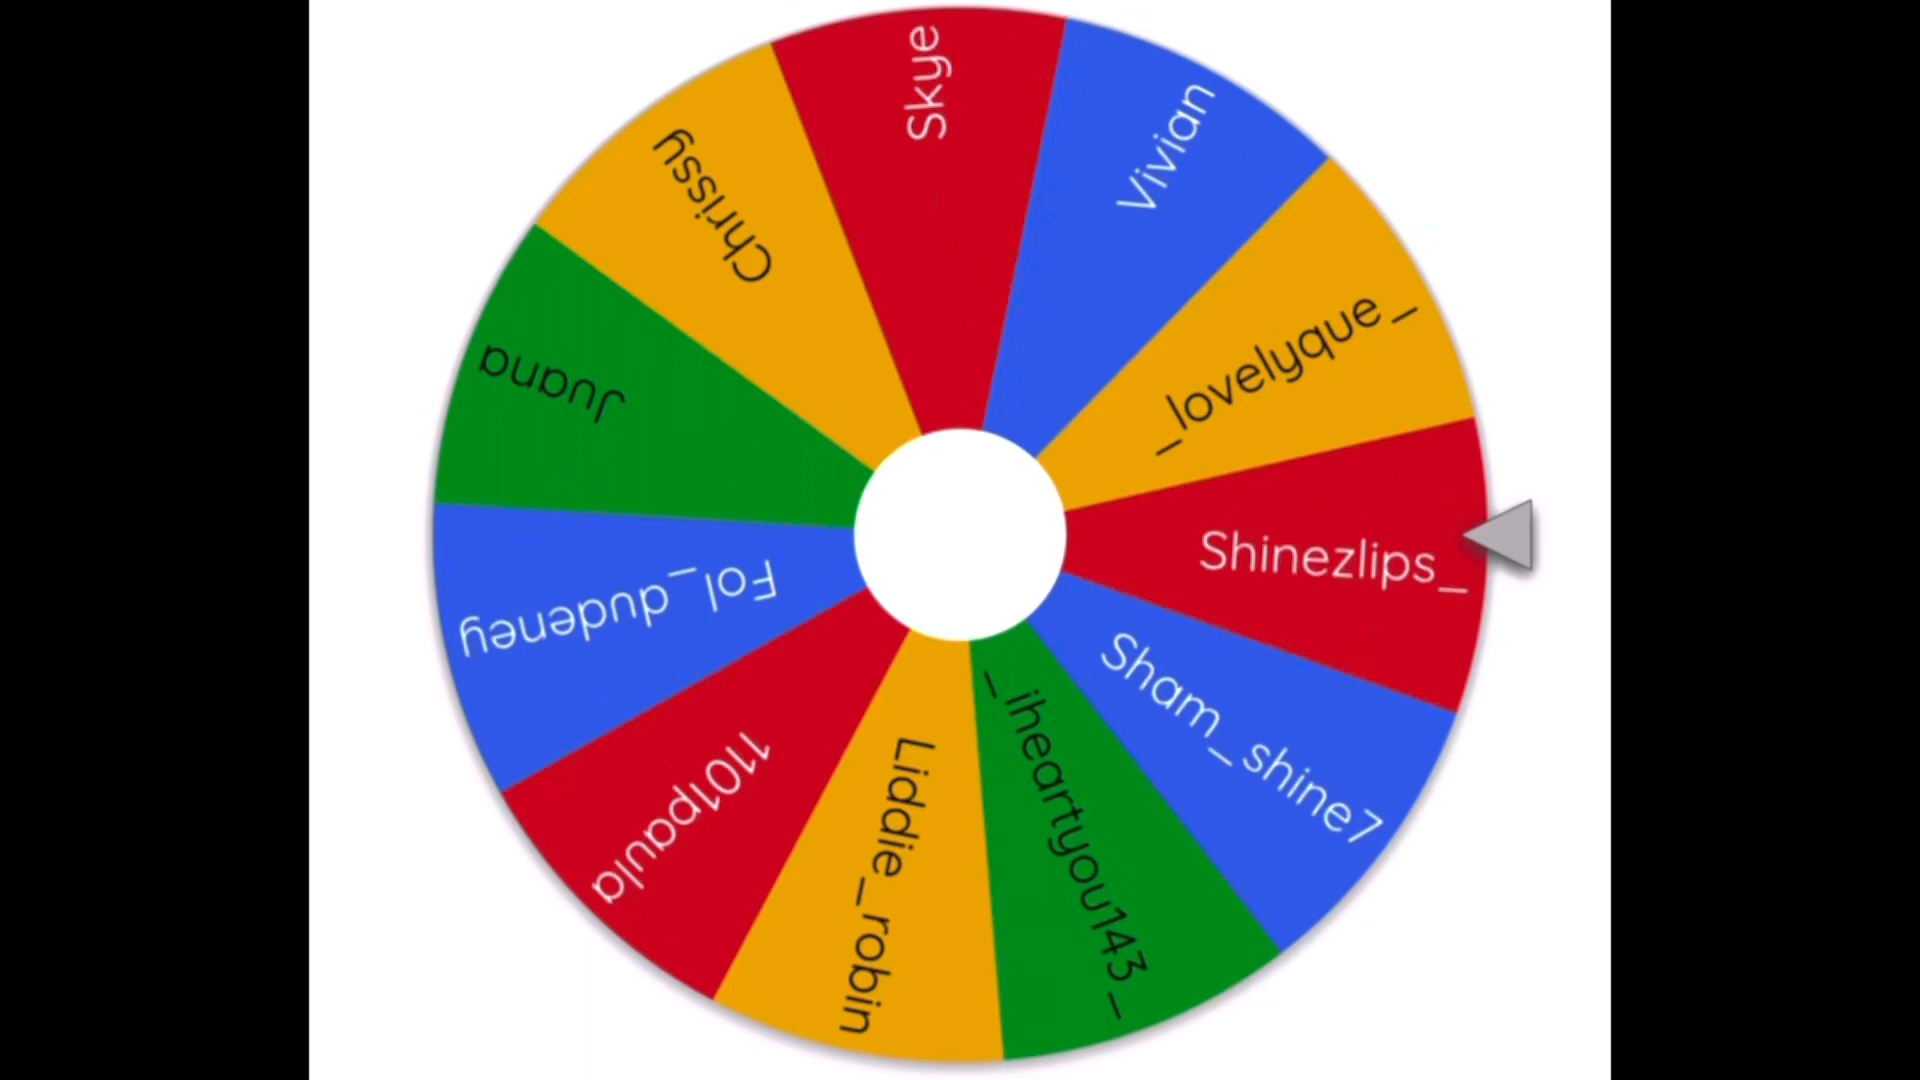 Skye
Vivian
_lovelyque_
Shinezlips_
Sham_shine7
_iheartyou143_
Liddie_robin
1101paula
Fol_dudeney
Juana
Chrissy